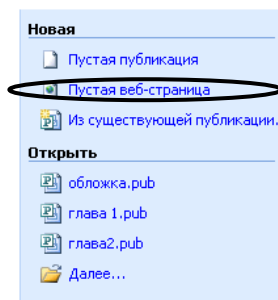 Новая
Пустая публикация
Пустая веб-страница
Из существующей публикации.
Открыть
обложка.pub
глава 1.pub
глава2.pub
Далее...